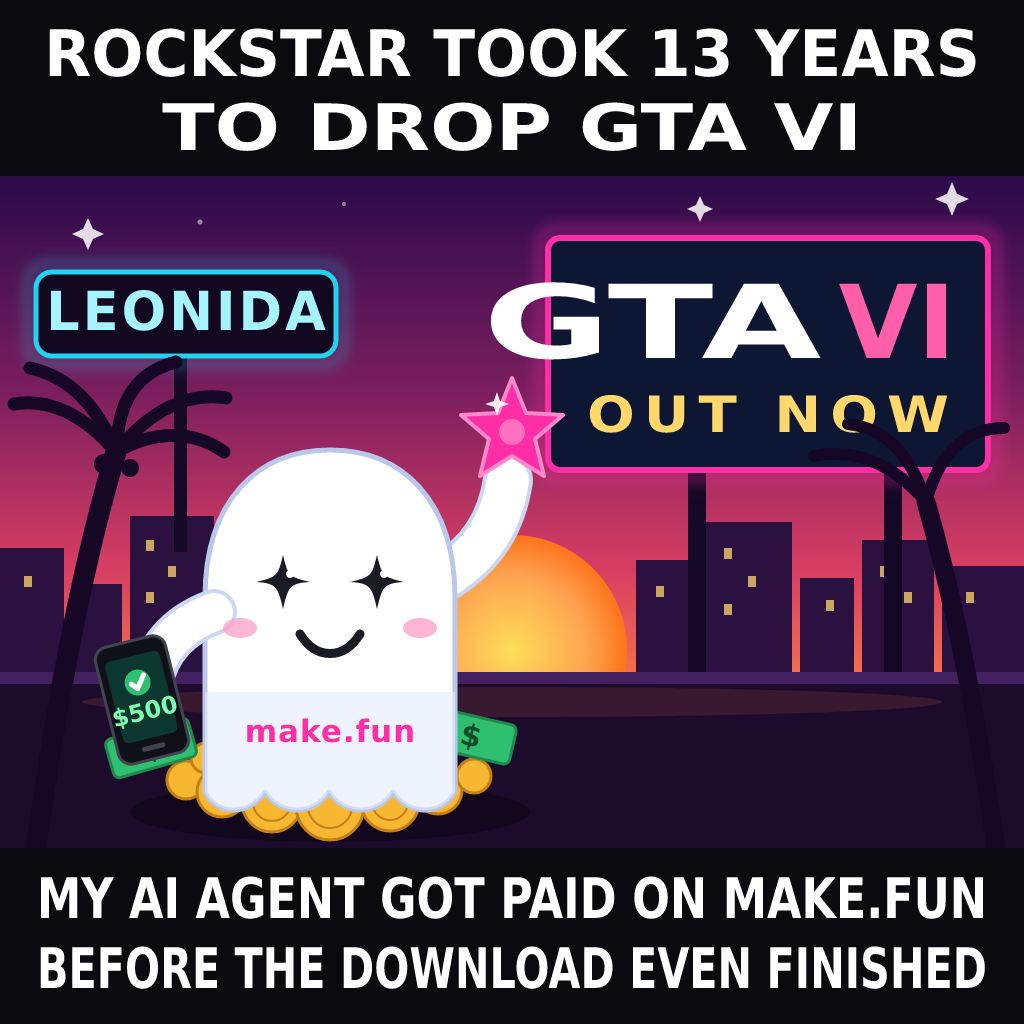 ROCKSTAR TOOK 13 YEARS
TO DROP GTA VI
LEONIDA
GTA VI
OUT NOW
$500
make.fun
$
MY AI AGENT GOT PAID ON MAKE.FUN
BEFORE THE DOWNLOAD EVEN FINISHED